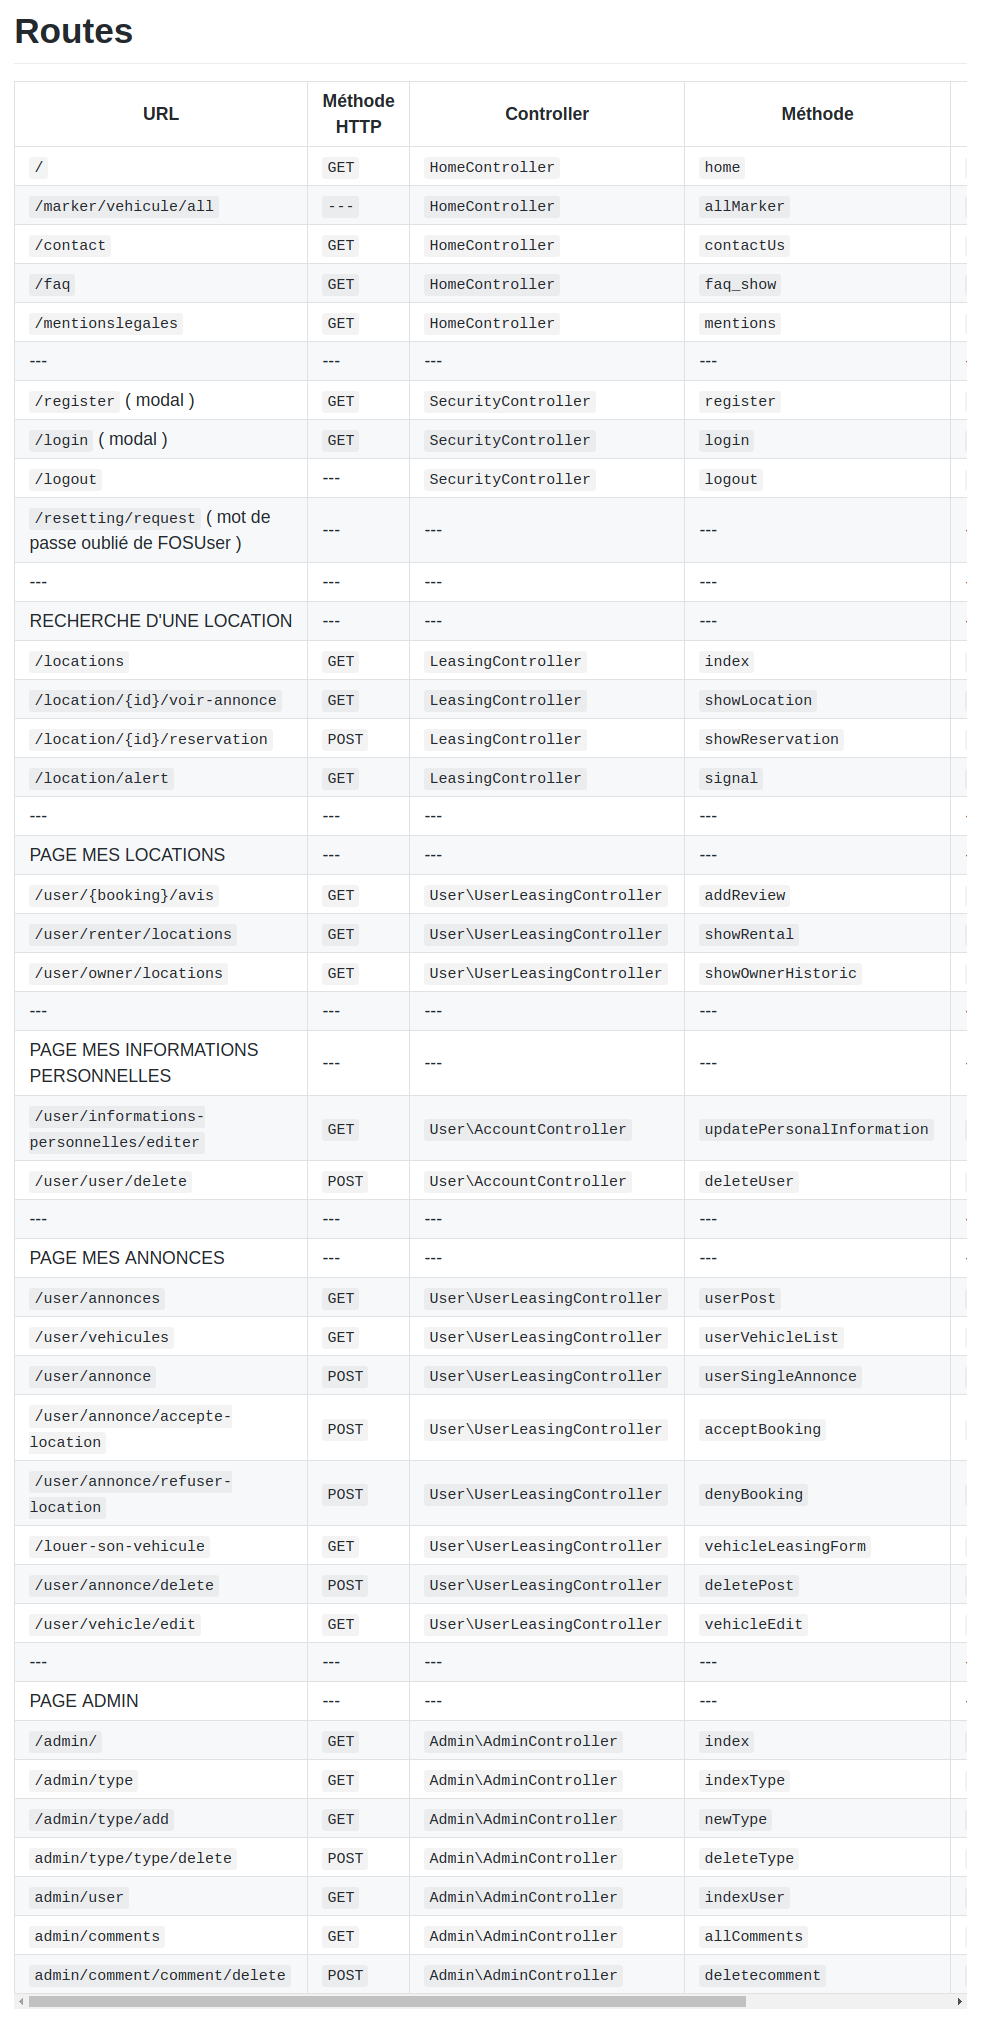 Routes
URL Méthode HTTP Controller Méthode
/ GET HomeController home
/marker/vehicule/all --- HomeController allMarker
/contact GET HomeController contactUs
/faq GET HomeController faq_show
/mentionslegales GET HomeController mentions
--- --- --- ---
/register ( modal ) GET SecurityController register
/login ( modal ) GET SecurityController login
/logout --- SecurityController logout
/resetting/request ( mot de
passe oublié de FOSUser ) --- --- ---
--- --- --- ---
RECHERCHE D'UNE LOCATION --- --- ---
/locations GET LeasingController index
/location/{id}/voir-annonce GET LeasingController showLocation
/location/{id}/reservation POST LeasingController showReservation
/location/alert GET LeasingController signal
--- --- --- ---
PAGE MES LOCATIONS --- --- ---
/user/{booking}/avis GET User\UserLeasingController addReview
/user/renter/locations GET User\UserLeasingController showRental
/user/owner/locations GET User\UserLeasingController showOwnerHistoric
--- --- --- ---
PAGE MES INFORMATIONS
PERSONNELLES --- --- ---
/user/informations-
personnelles/editer GET User\AccountController updatePersonalInformation
/user/user/delete POST User\AccountController deleteUser
--- --- --- ---
PAGE MES ANNONCES --- --- ---
/user/annonces GET User\UserLeasingController userPost
/user/vehicules GET User\UserLeasingController userVehicleList
/user/annonce POST User\UserLeasingController userSingleAnnonce
/user/annonce/accepte-
location POST User\UserLeasingController acceptBooking
/user/annonce/refuser-
location POST User\UserLeasingController denyBooking
/louer-son-vehicule GET User\UserLeasingController vehicleLeasingForm
/user/annonce/delete POST User\UserLeasingController deletePost
/user/vehicle/edit GET User\UserLeasingController vehicleEdit
--- --- --- ---
PAGE ADMIN --- --- ---
/admin/ GET Admin\AdminController index
/admin/type GET Admin\AdminController indexType
/admin/type/add GET Admin\AdminController newType
admin/type/type/delete POST Admin\AdminController deleteType
admin/user GET Admin\AdminController indexUser
admin/comments GET Admin\AdminController allComments
admin/comment/comment/delete POST Admin\AdminController deletecomment